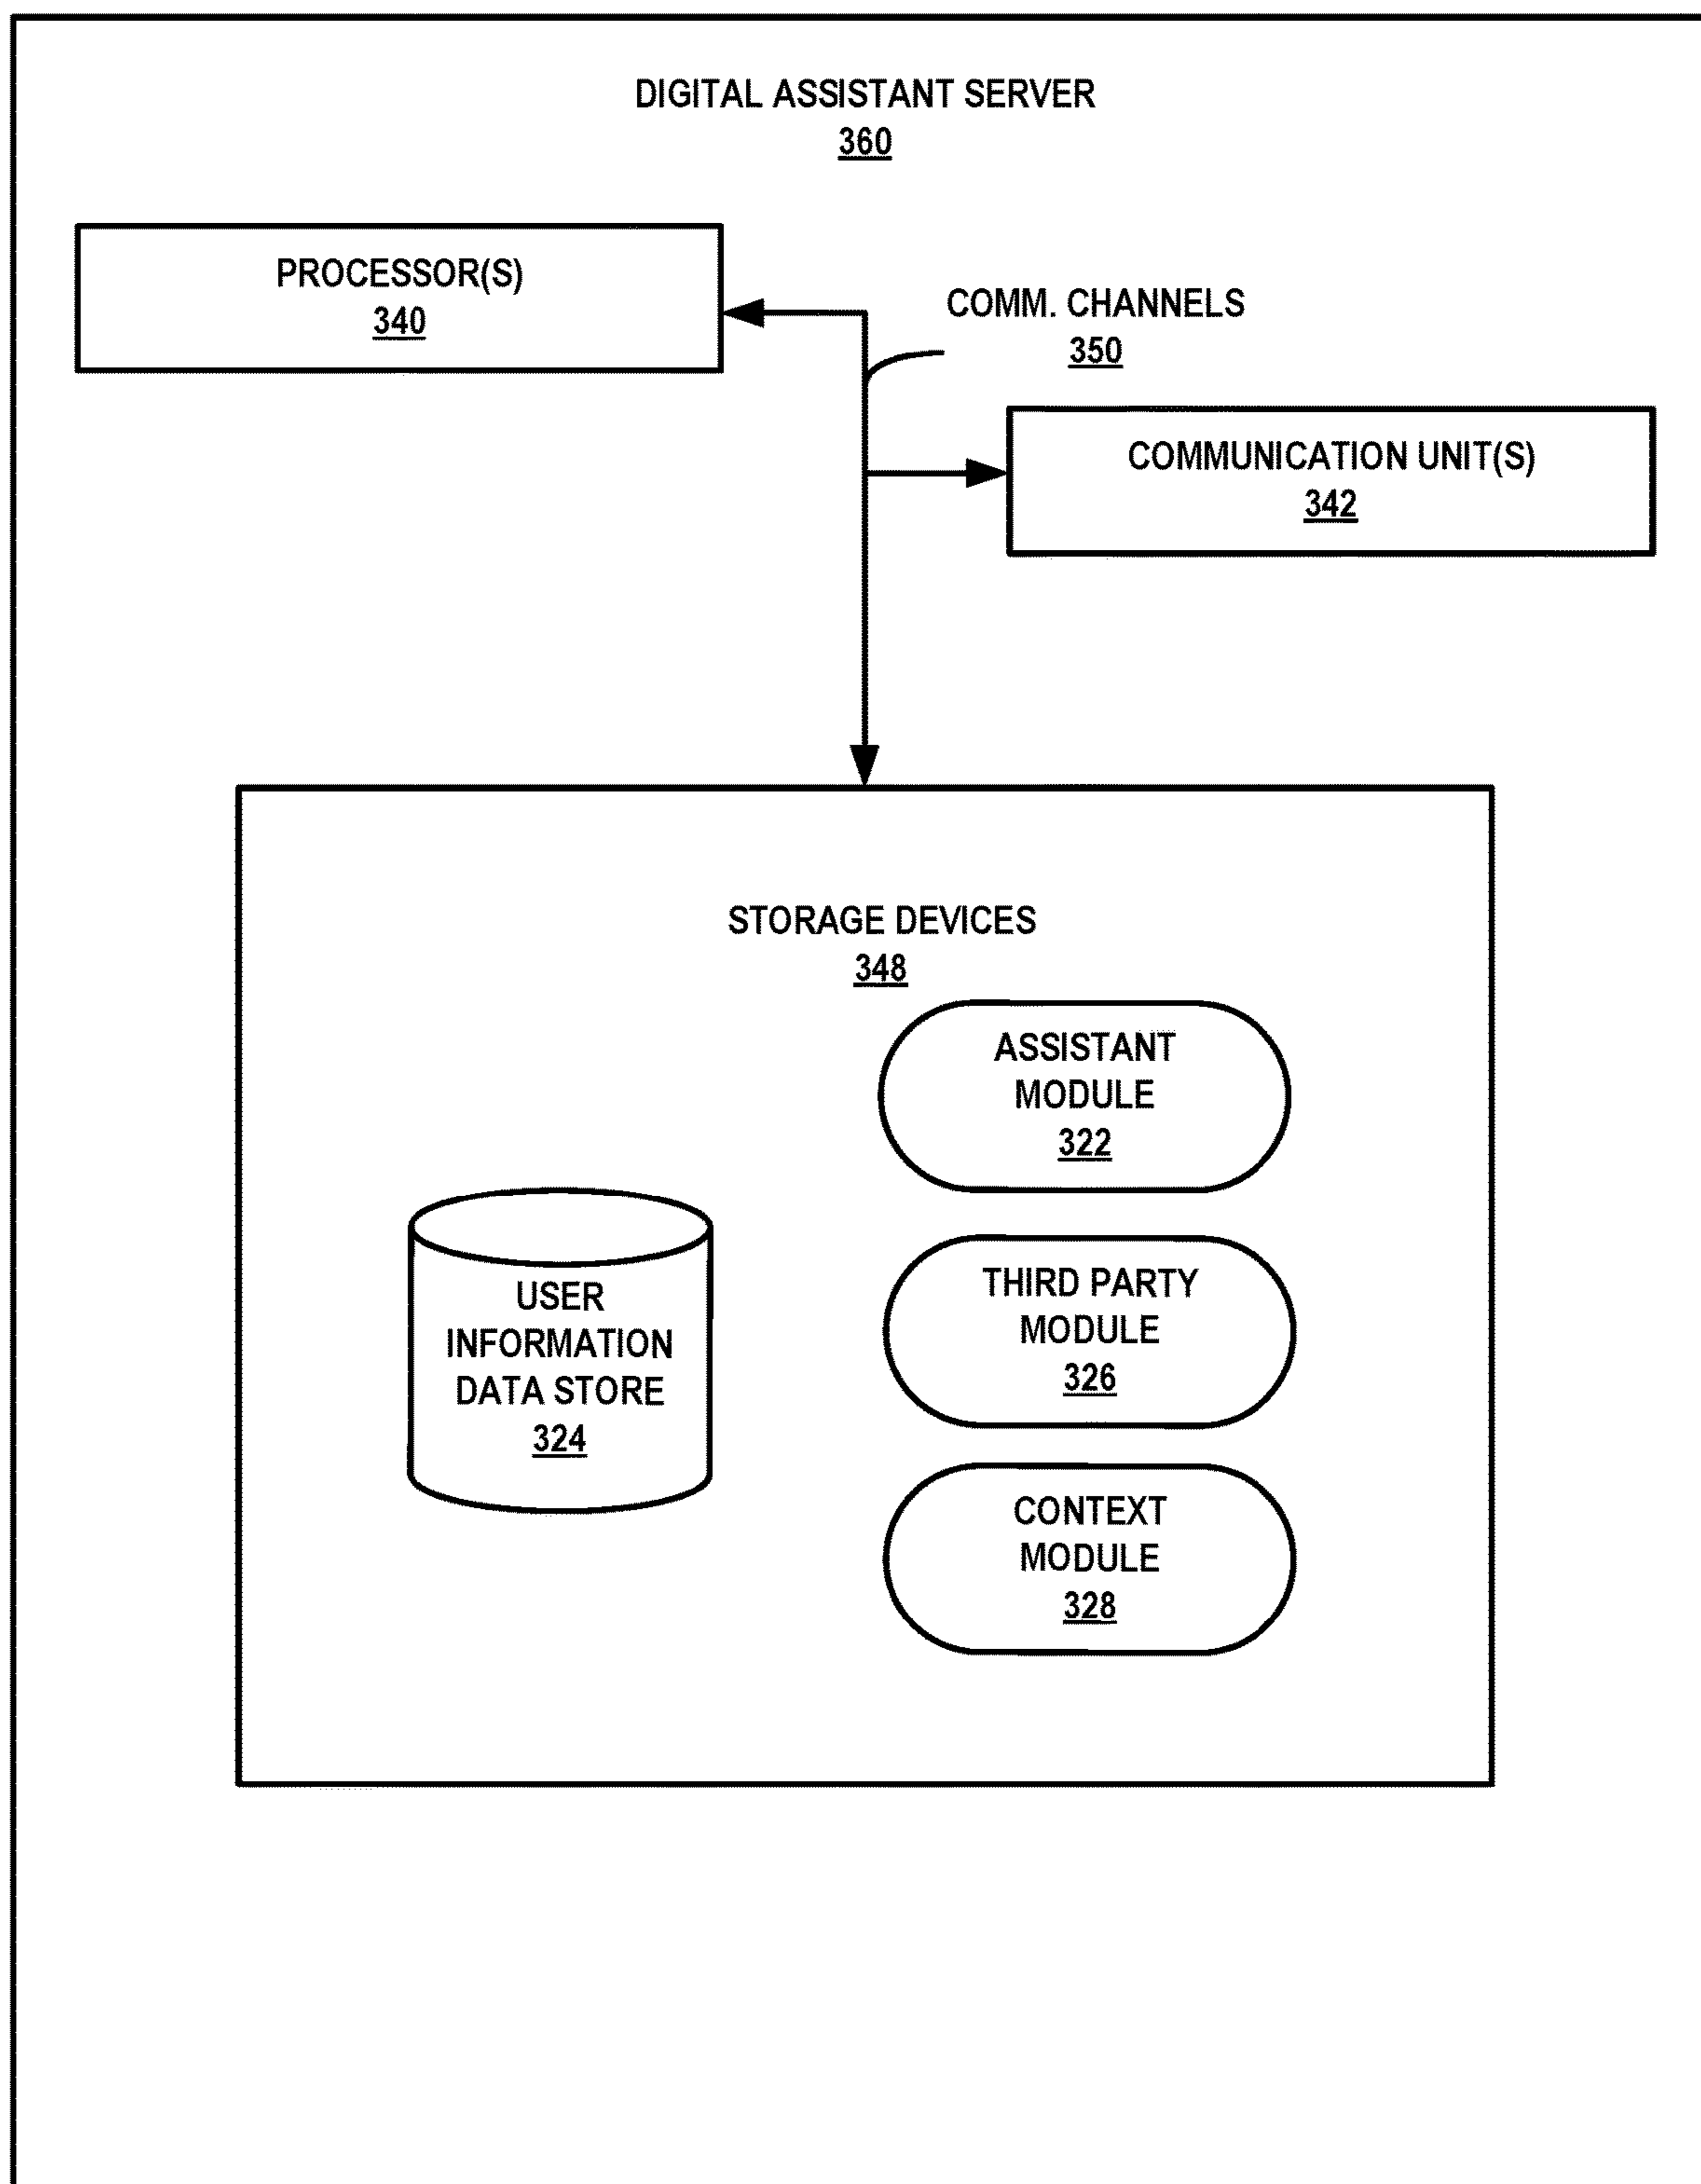 DIGITAL ASSISTANT SERVER
360
PROCESSOR(S)
340
COMM. CHANNELS
350
COMMUNICATION UNIT(S)
342
STORAGE DEVICES
348
ASSISTANT
MODULE
322
USER
INFORMATION
DATA STORE
324
THIRD PARTY
MODULE
326
CONTEXT
MODULE
328